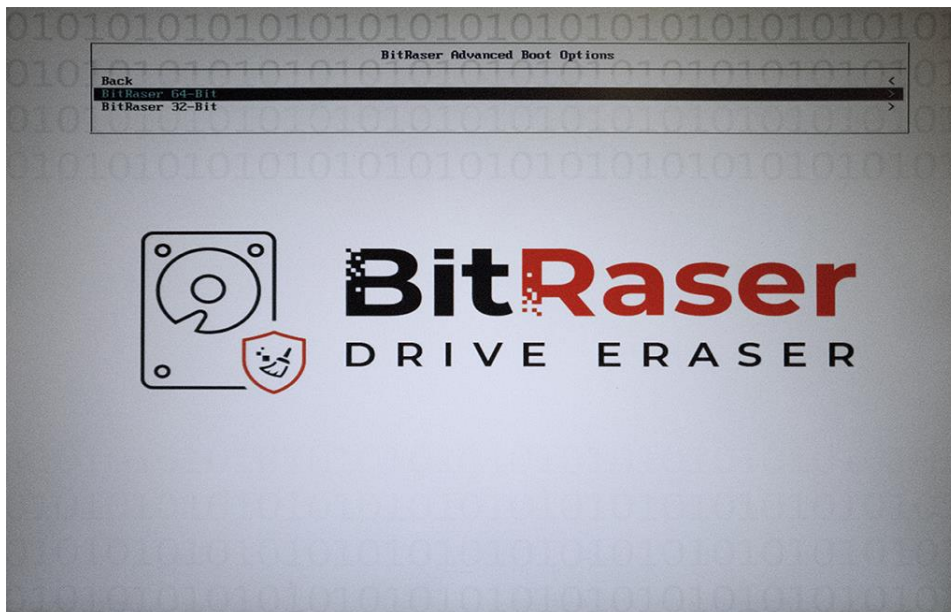 BitRaser Advanced Boot Options
Back <
BitRaser 64-Bit >
BitRaser 32-Bit >
BitRaser
DRIVE ERASER